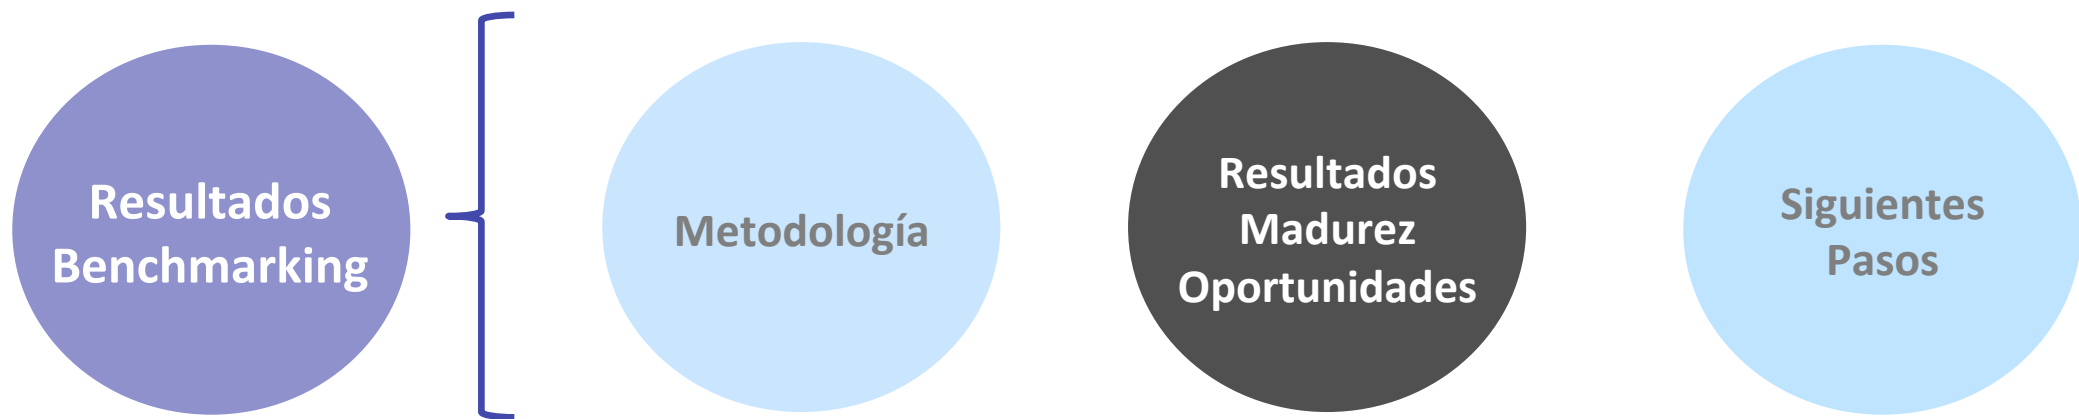 Resultados
Benchmarking
Metodología
Resultados
Madurez
Oportunidades
Siguientes
Pasos